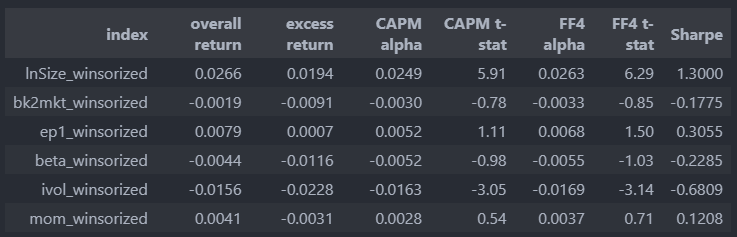 index overall return excess return CAPM alpha CAPM t-stat FF4 alpha FF4 t-stat Sharpe
lnSize_winsorized 0.0266 0.0194 0.0249 5.91 0.0263 6.29 1.3000
bk2mkt_winsorized -0.0019 -0.0091 -0.0030 -0.78 -0.0033 -0.85 -0.1775
ep1_winsorized 0.0079 0.0007 0.0052 1.11 0.0068 1.50 0.3055
beta_winsorized -0.0044 -0.0116 -0.0052 -0.98 -0.0055 -1.03 -0.2285
ivol_winsorized -0.0156 -0.0228 -0.0163 -3.05 -0.0169 -3.14 -0.6809
mom_winsorized 0.0041 -0.0031 0.0028 0.54 0.0037 0.71 0.1208